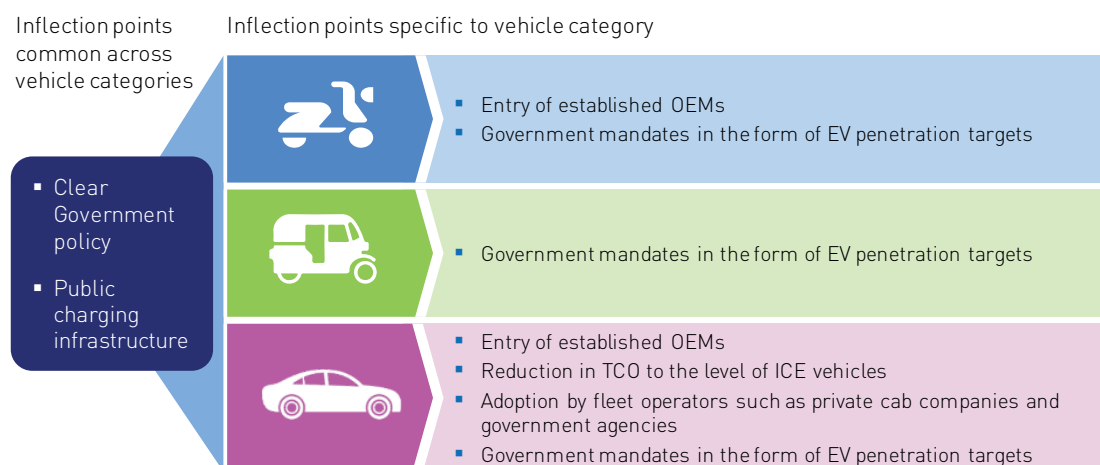 Inflection points
common across
vehicle categories
Inflection points specific to vehicle category
▪ Clear
Government
policy
▪ Public
charging
infrastructure
▪ Entry of established OEMs
▪ Government mandates in the form of EV penetration targets
▪ Government mandates in the form of EV penetration targets
▪ Entry of established OEMs
▪ Reduction in TCO to the level of ICE vehicles
▪ Adoption by fleet operators such as private cab companies and
government agencies
▪ Government mandates in the form of EV penetration targets